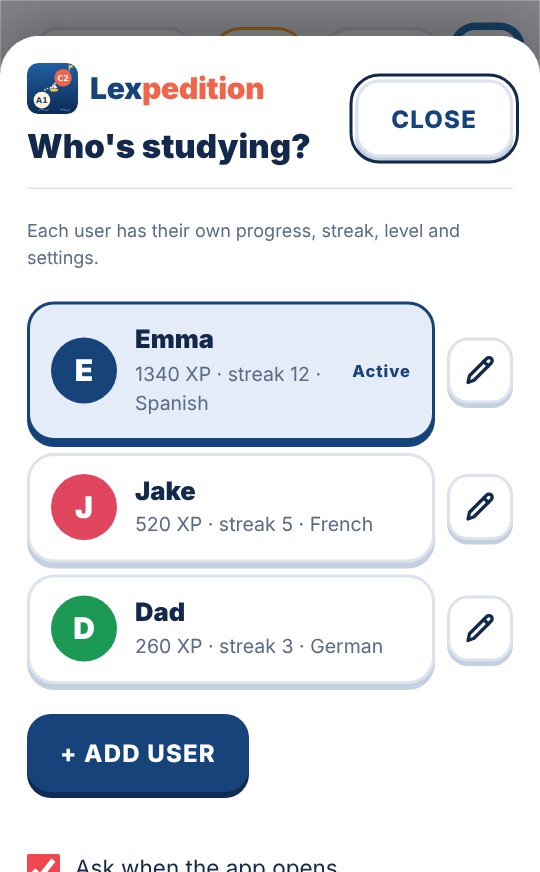 C2
A1
Lexpedition
CLOSE
Who's studying?
Each user has their own progress, streak, level and
settings.
E
Emma
1340 XP · streak 12 ·
Spanish
Active
J
Jake
520 XP · streak 5 · French
D
Dad
260 XP · streak 3 · German
+ ADD USER
Ask when the app opens